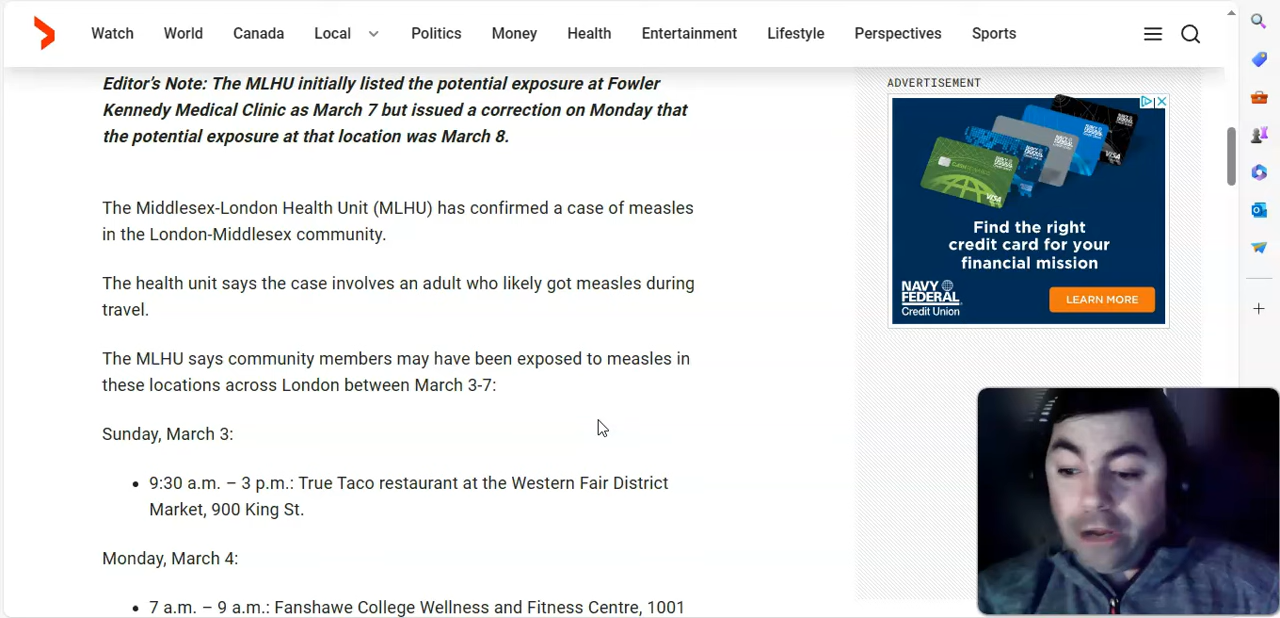 Watch World Canada Local Politics Money Health Entertainment Lifestyle Perspectives Sports
Editor's Note: The MLHU initially listed the potential exposure at Fowler
Kennedy Medical Clinic as March 7 but issued a correction on Monday that
the potential exposure at that location was March 8.
The Middlesex-London Health Unit (MLHU) has confirmed a case of measles
in the London-Middlesex community.
The health unit says the case involves an adult who likely got measles during
travel.
The MLHU says community members may have been exposed to measles in
these locations across London between March 3-7:
Sunday, March 3:
• 9:30 a.m. – 3 p.m.: True Taco restaurant at the Western Fair District
Market, 900 King St.
Monday, March 4:
• 7 a.m. – 9 a.m.: Fanshawe College Wellness and Fitness Centre, 1001
ADVERTISEMENT
VISA
Find the right
credit card for your
financial mission
NAVY
FEDERAL
Credit Union
LEARN MORE